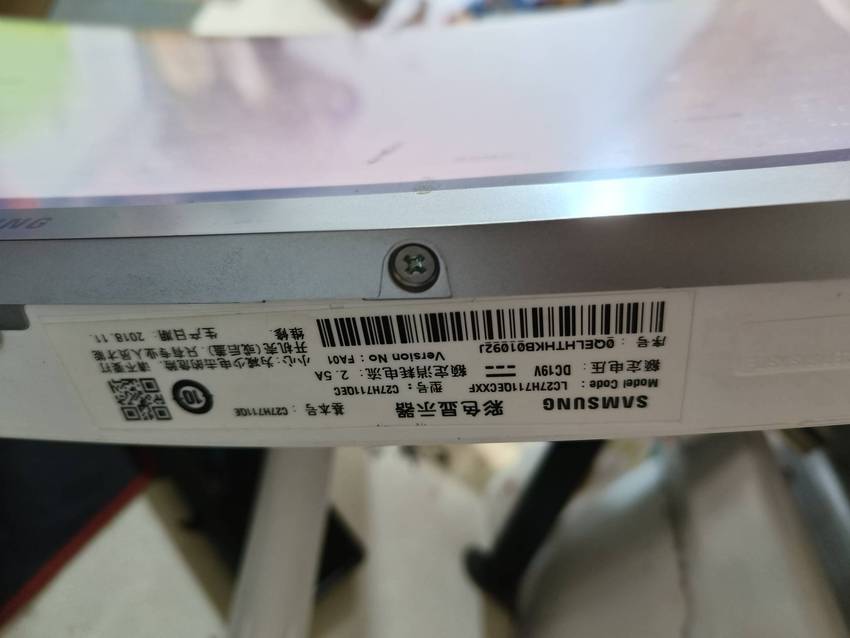 SAMSUNG 彩色显示器 基本号 : C27H711QE
Model Code : LC27H711QECXXF 型号 : C27H711QEC
额定电压 : DC19V 额定消耗电流 : 2.5A
序号 : 0QELHTHKB01092J Version No : FA01
小心:为减少电击的危险,请不要打
开机壳(或后盖).只有专业人员才能
维修. 生产日期 : 2018.11.
10